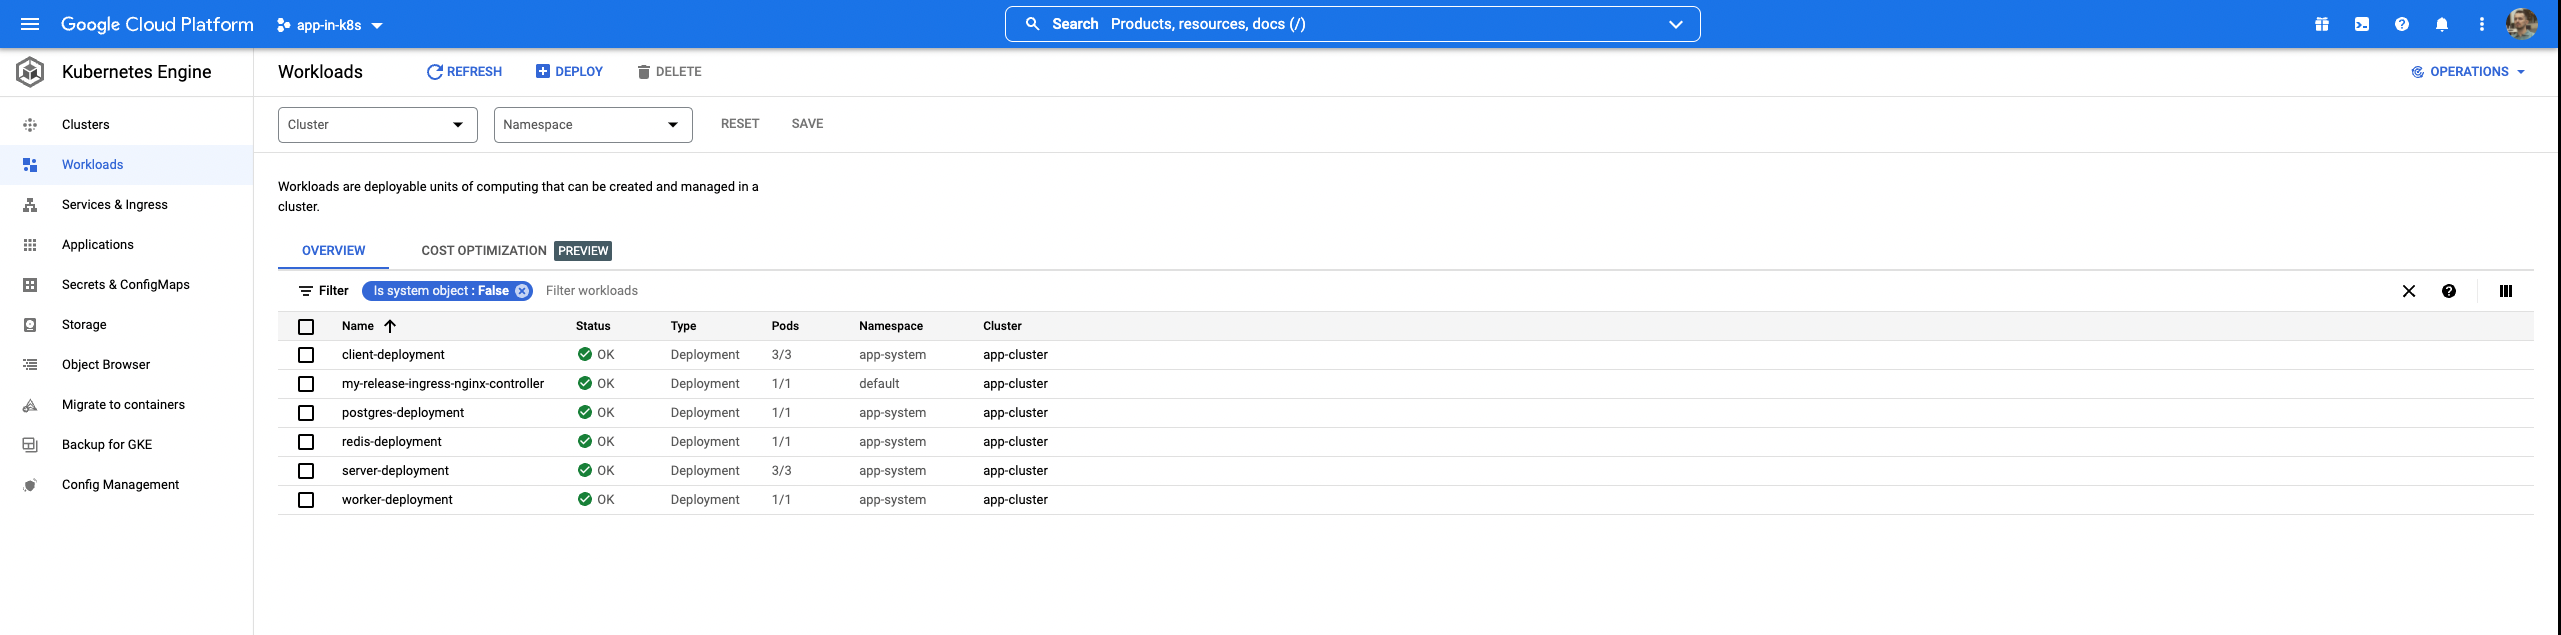 Google Cloud Platform app-in-k8s Search Products, resources, docs (/)
Kubernetes Engine
Workloads REFRESH DEPLOY DELETE OPERATIONS
Clusters
Workloads
Services & Ingress
Applications
Secrets & ConfigMaps
Storage
Object Browser
Migrate to containers
Backup for GKE
Config Management
Cluster Namespace RESET SAVE
Workloads are deployable units of computing that can be created and managed in a
cluster.
OVERVIEW COST OPTIMIZATION PREVIEW
Filter Is system object : False Filter workloads
Name Status Type Pods Namespace Cluster
client-deployment OK Deployment 3/3 app-system app-cluster
my-release-ingress-nginx-controller OK Deployment 1/1 default app-cluster
postgres-deployment OK Deployment 1/1 app-system app-cluster
redis-deployment OK Deployment 1/1 app-system app-cluster
server-deployment OK Deployment 3/3 app-system app-cluster
worker-deployment OK Deployment 1/1 app-system app-cluster